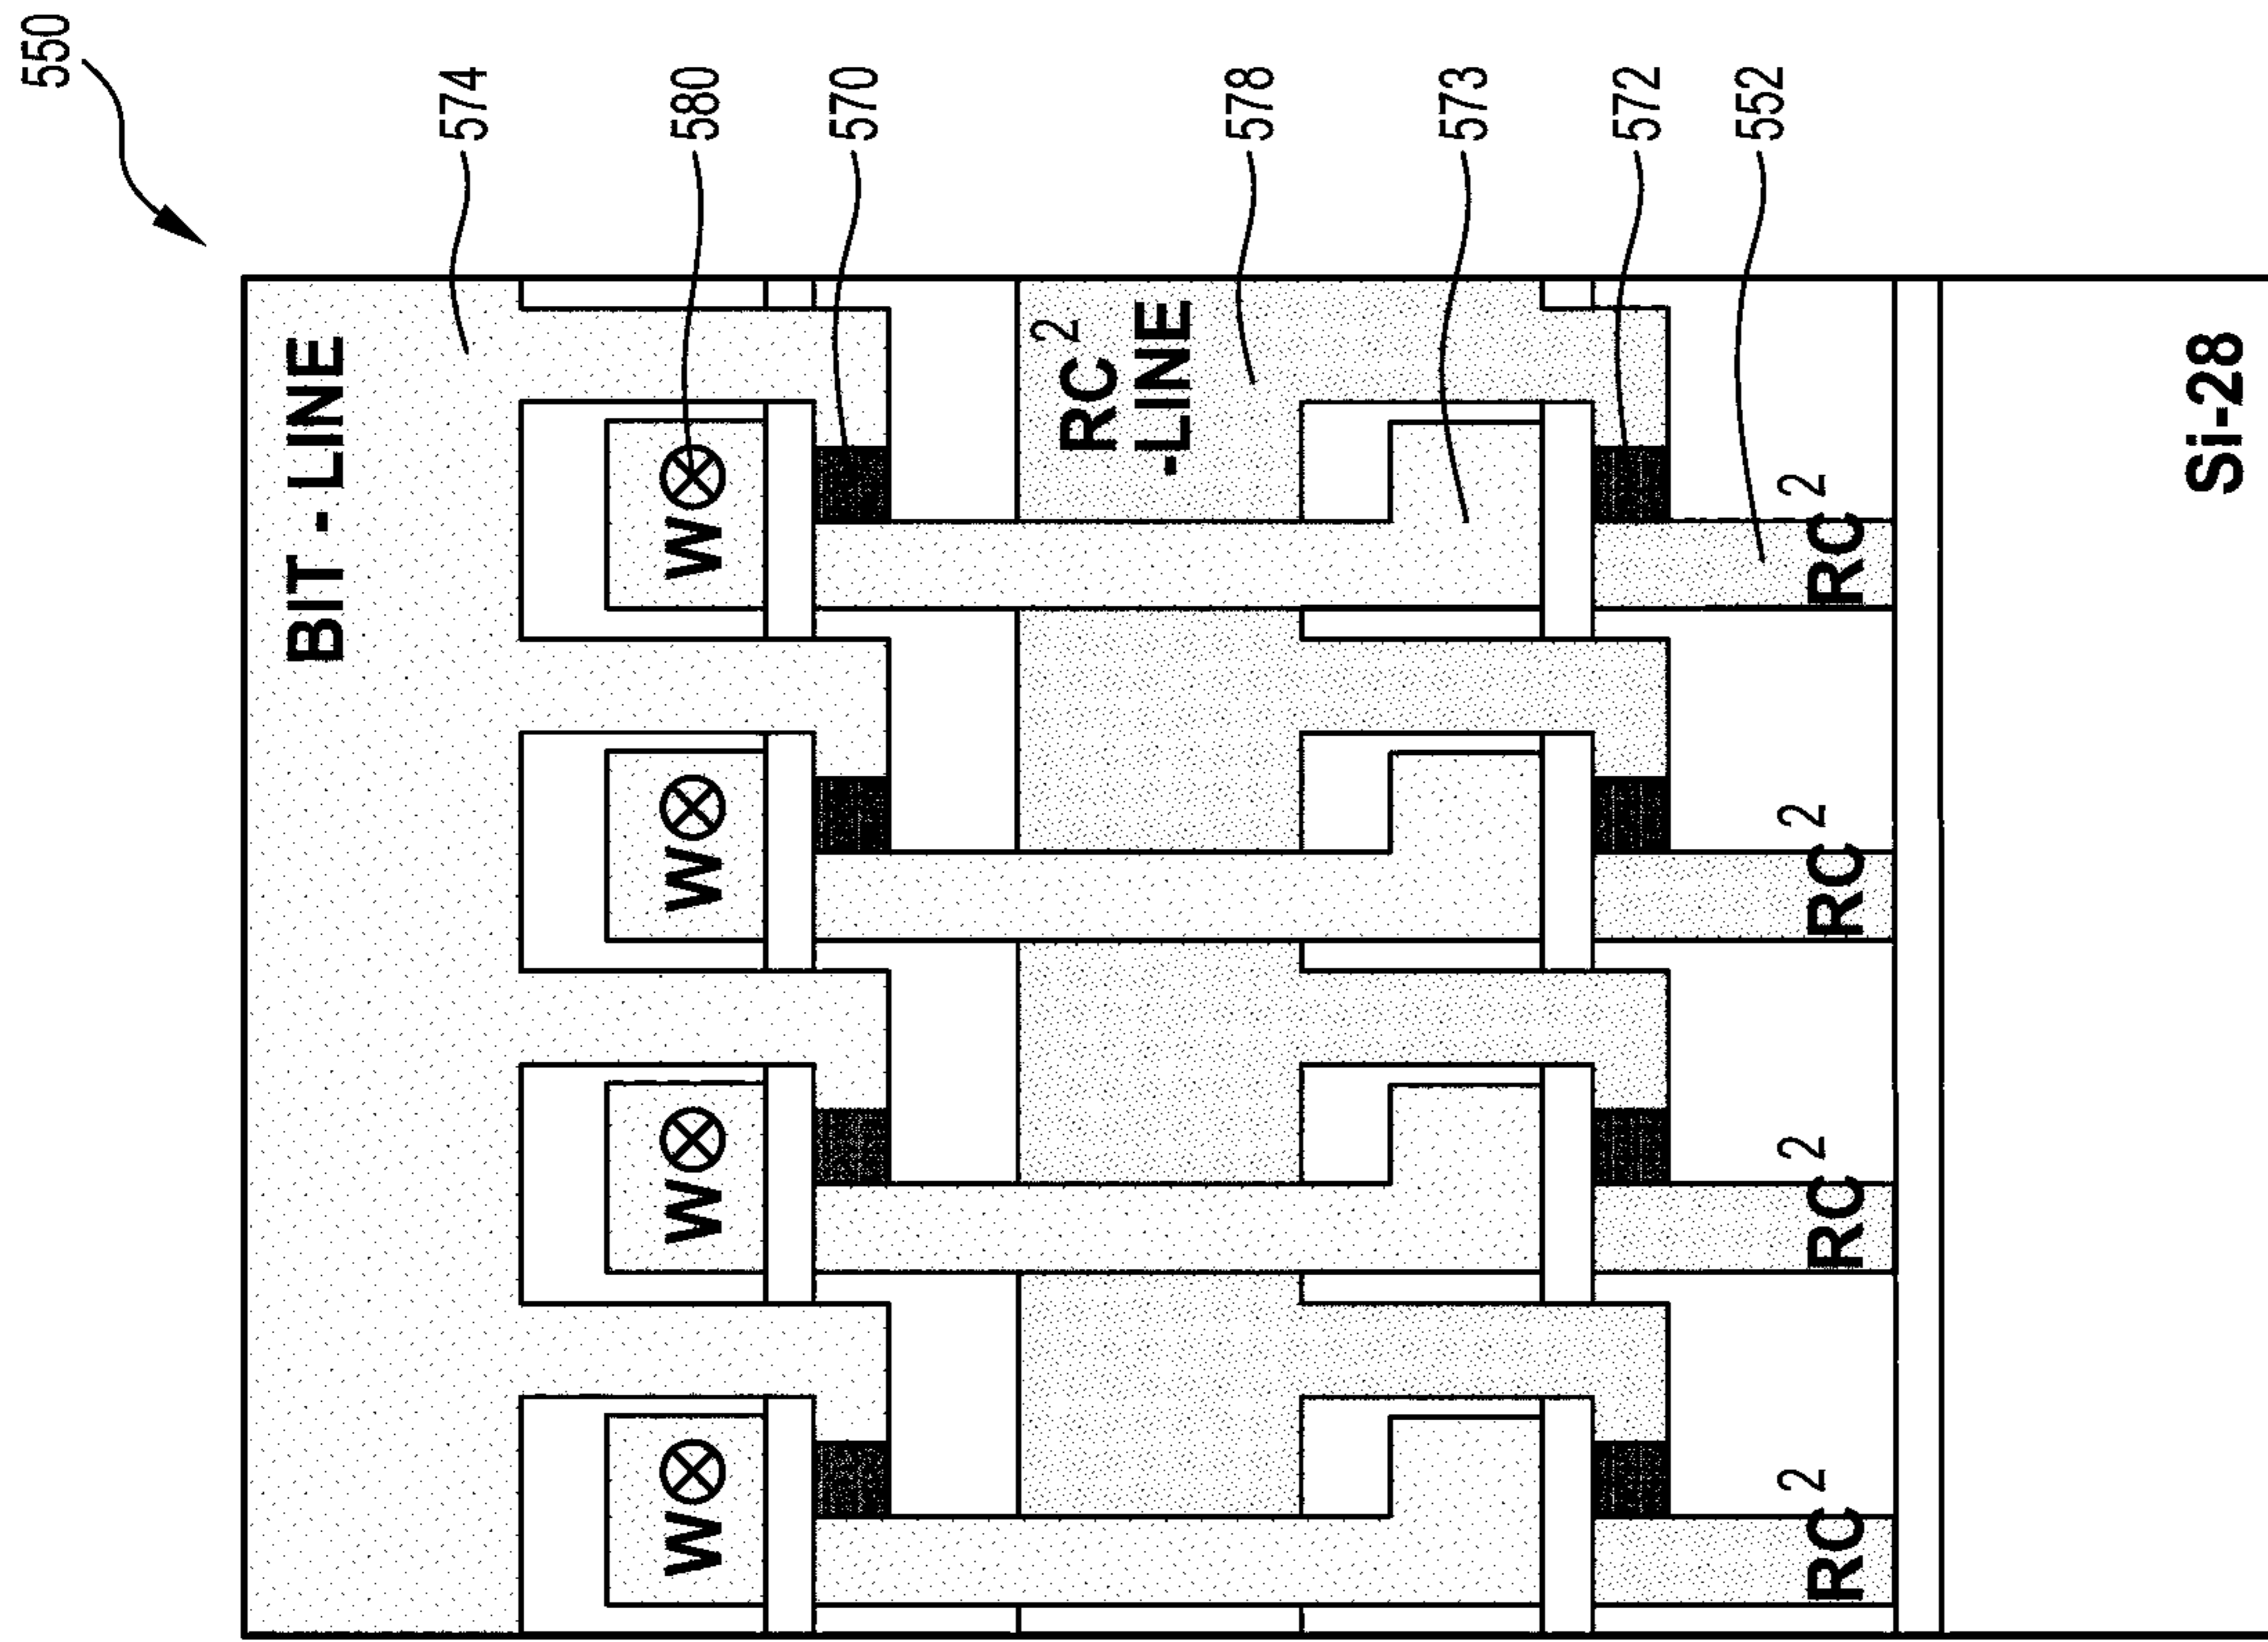 550
574
580
570
578
573
572
552
BIT - LINE
W
W
W
W
RC2
-LINE
RC2
RC2
RC2
RC2
Si-28